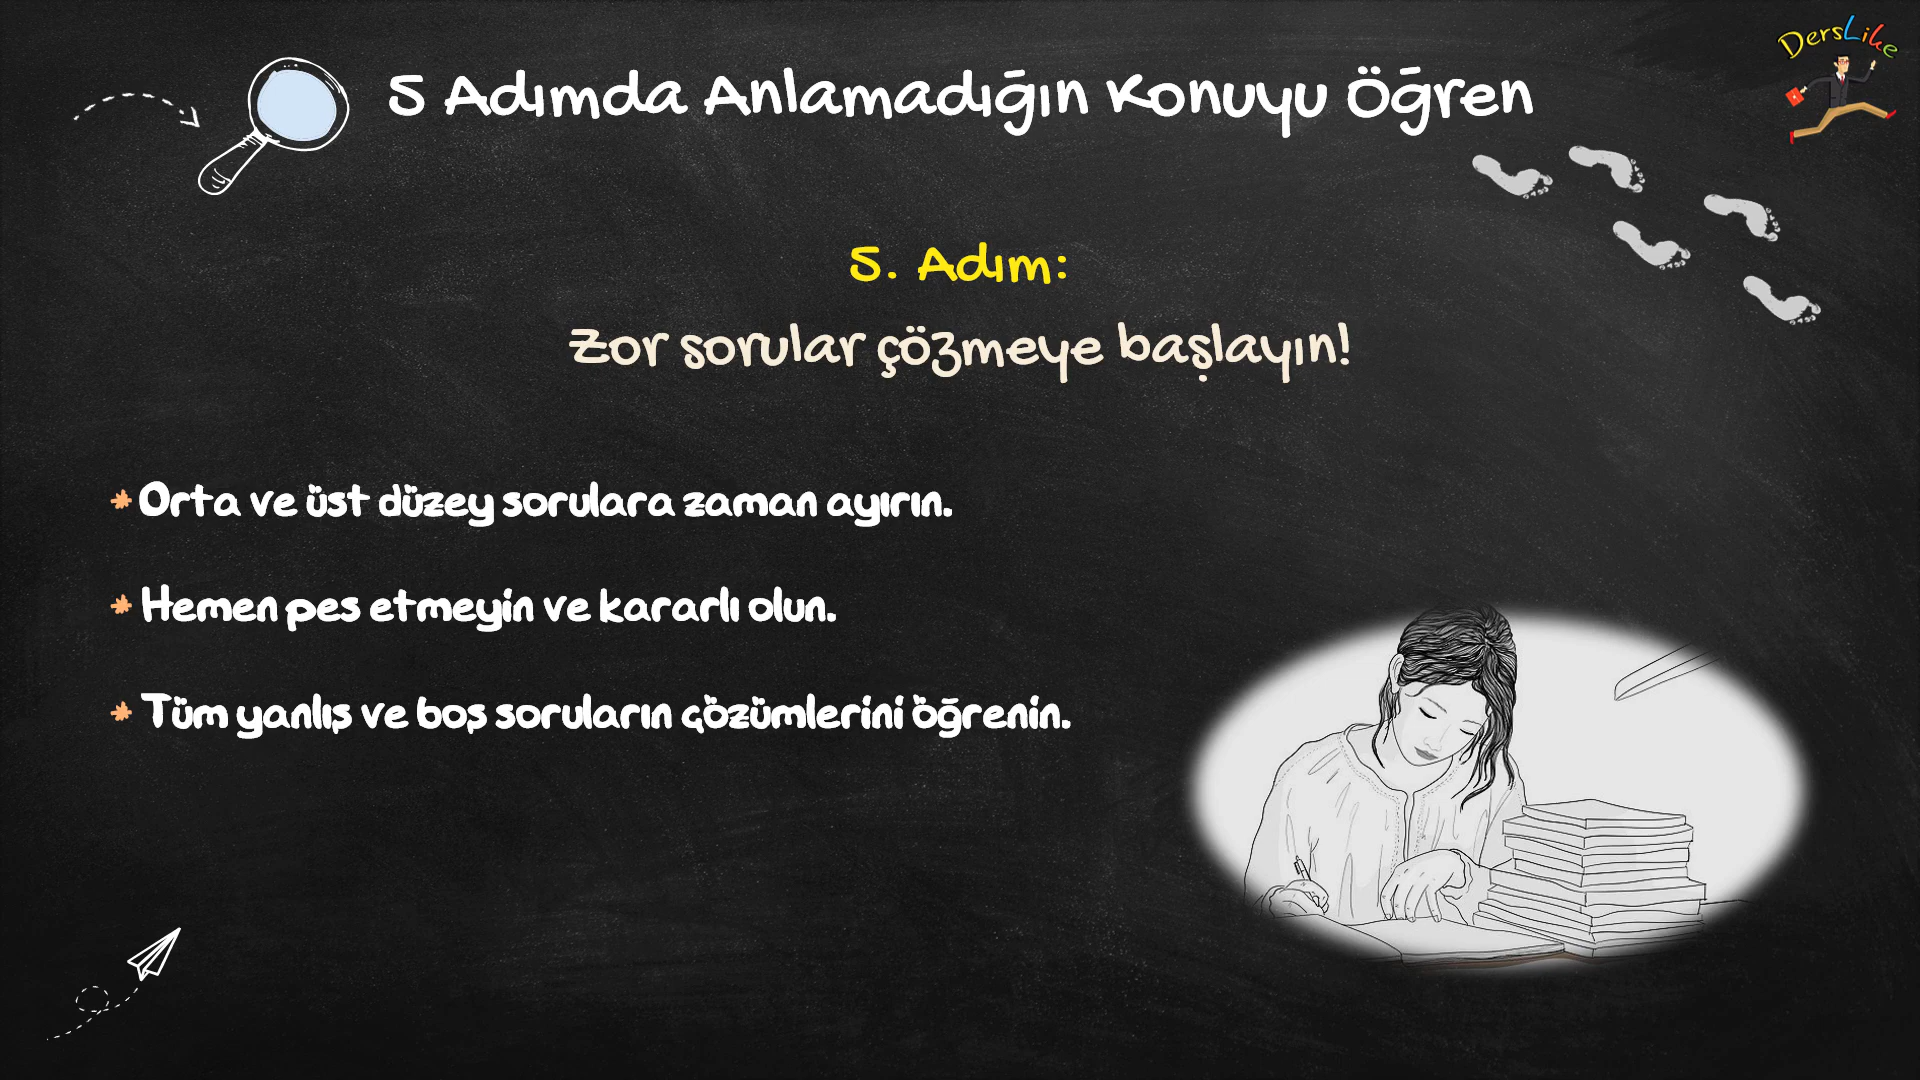 5 Adımda Anlamadığın Konuyu Öğren
DersLike
5. Adım:
Zor sorular çözmeye başlayın!
* Orta ve üst düzey sorulara zaman ayırın.
* Hemen pes etmeyin ve kararlı olun.
* Tüm yanlış ve boş soruların çözümlerini öğrenin.